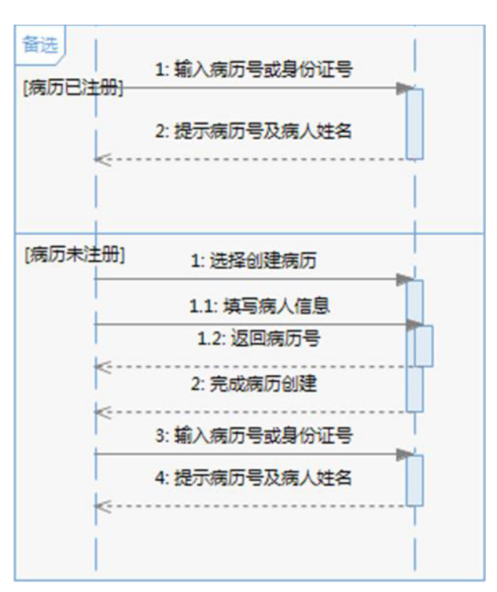 备选
1: 输入病历号或身份证号
[病历已注册]
2: 提示病历号及病人姓名
[病历未注册]
1: 选择创建病历
1.1: 填写病人信息
1.2: 返回病历号
2: 完成病历创建
3: 输入病历号或身份证号
4: 提示病历号及病人姓名